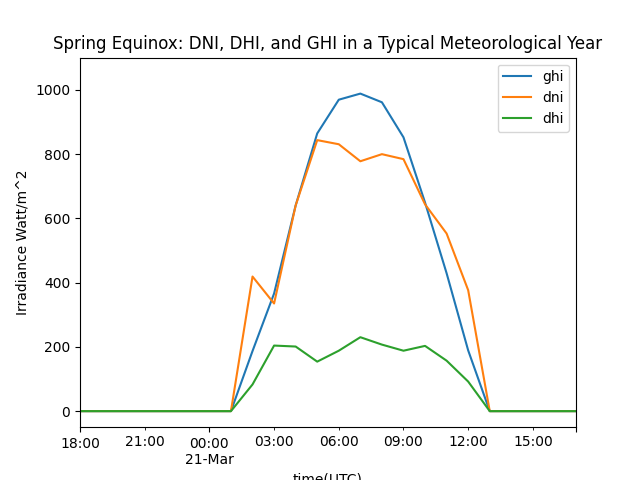 Spring Equinox: DNI, DHI, and GHI in a Typical Meteorological Year
ghi
dni
dhi
Irradiance Watt/m^2
1000
800
600
400
200
0
18:00 21:00 00:00 03:00 06:00 09:00 12:00 15:00
21-Mar
time(UTC)